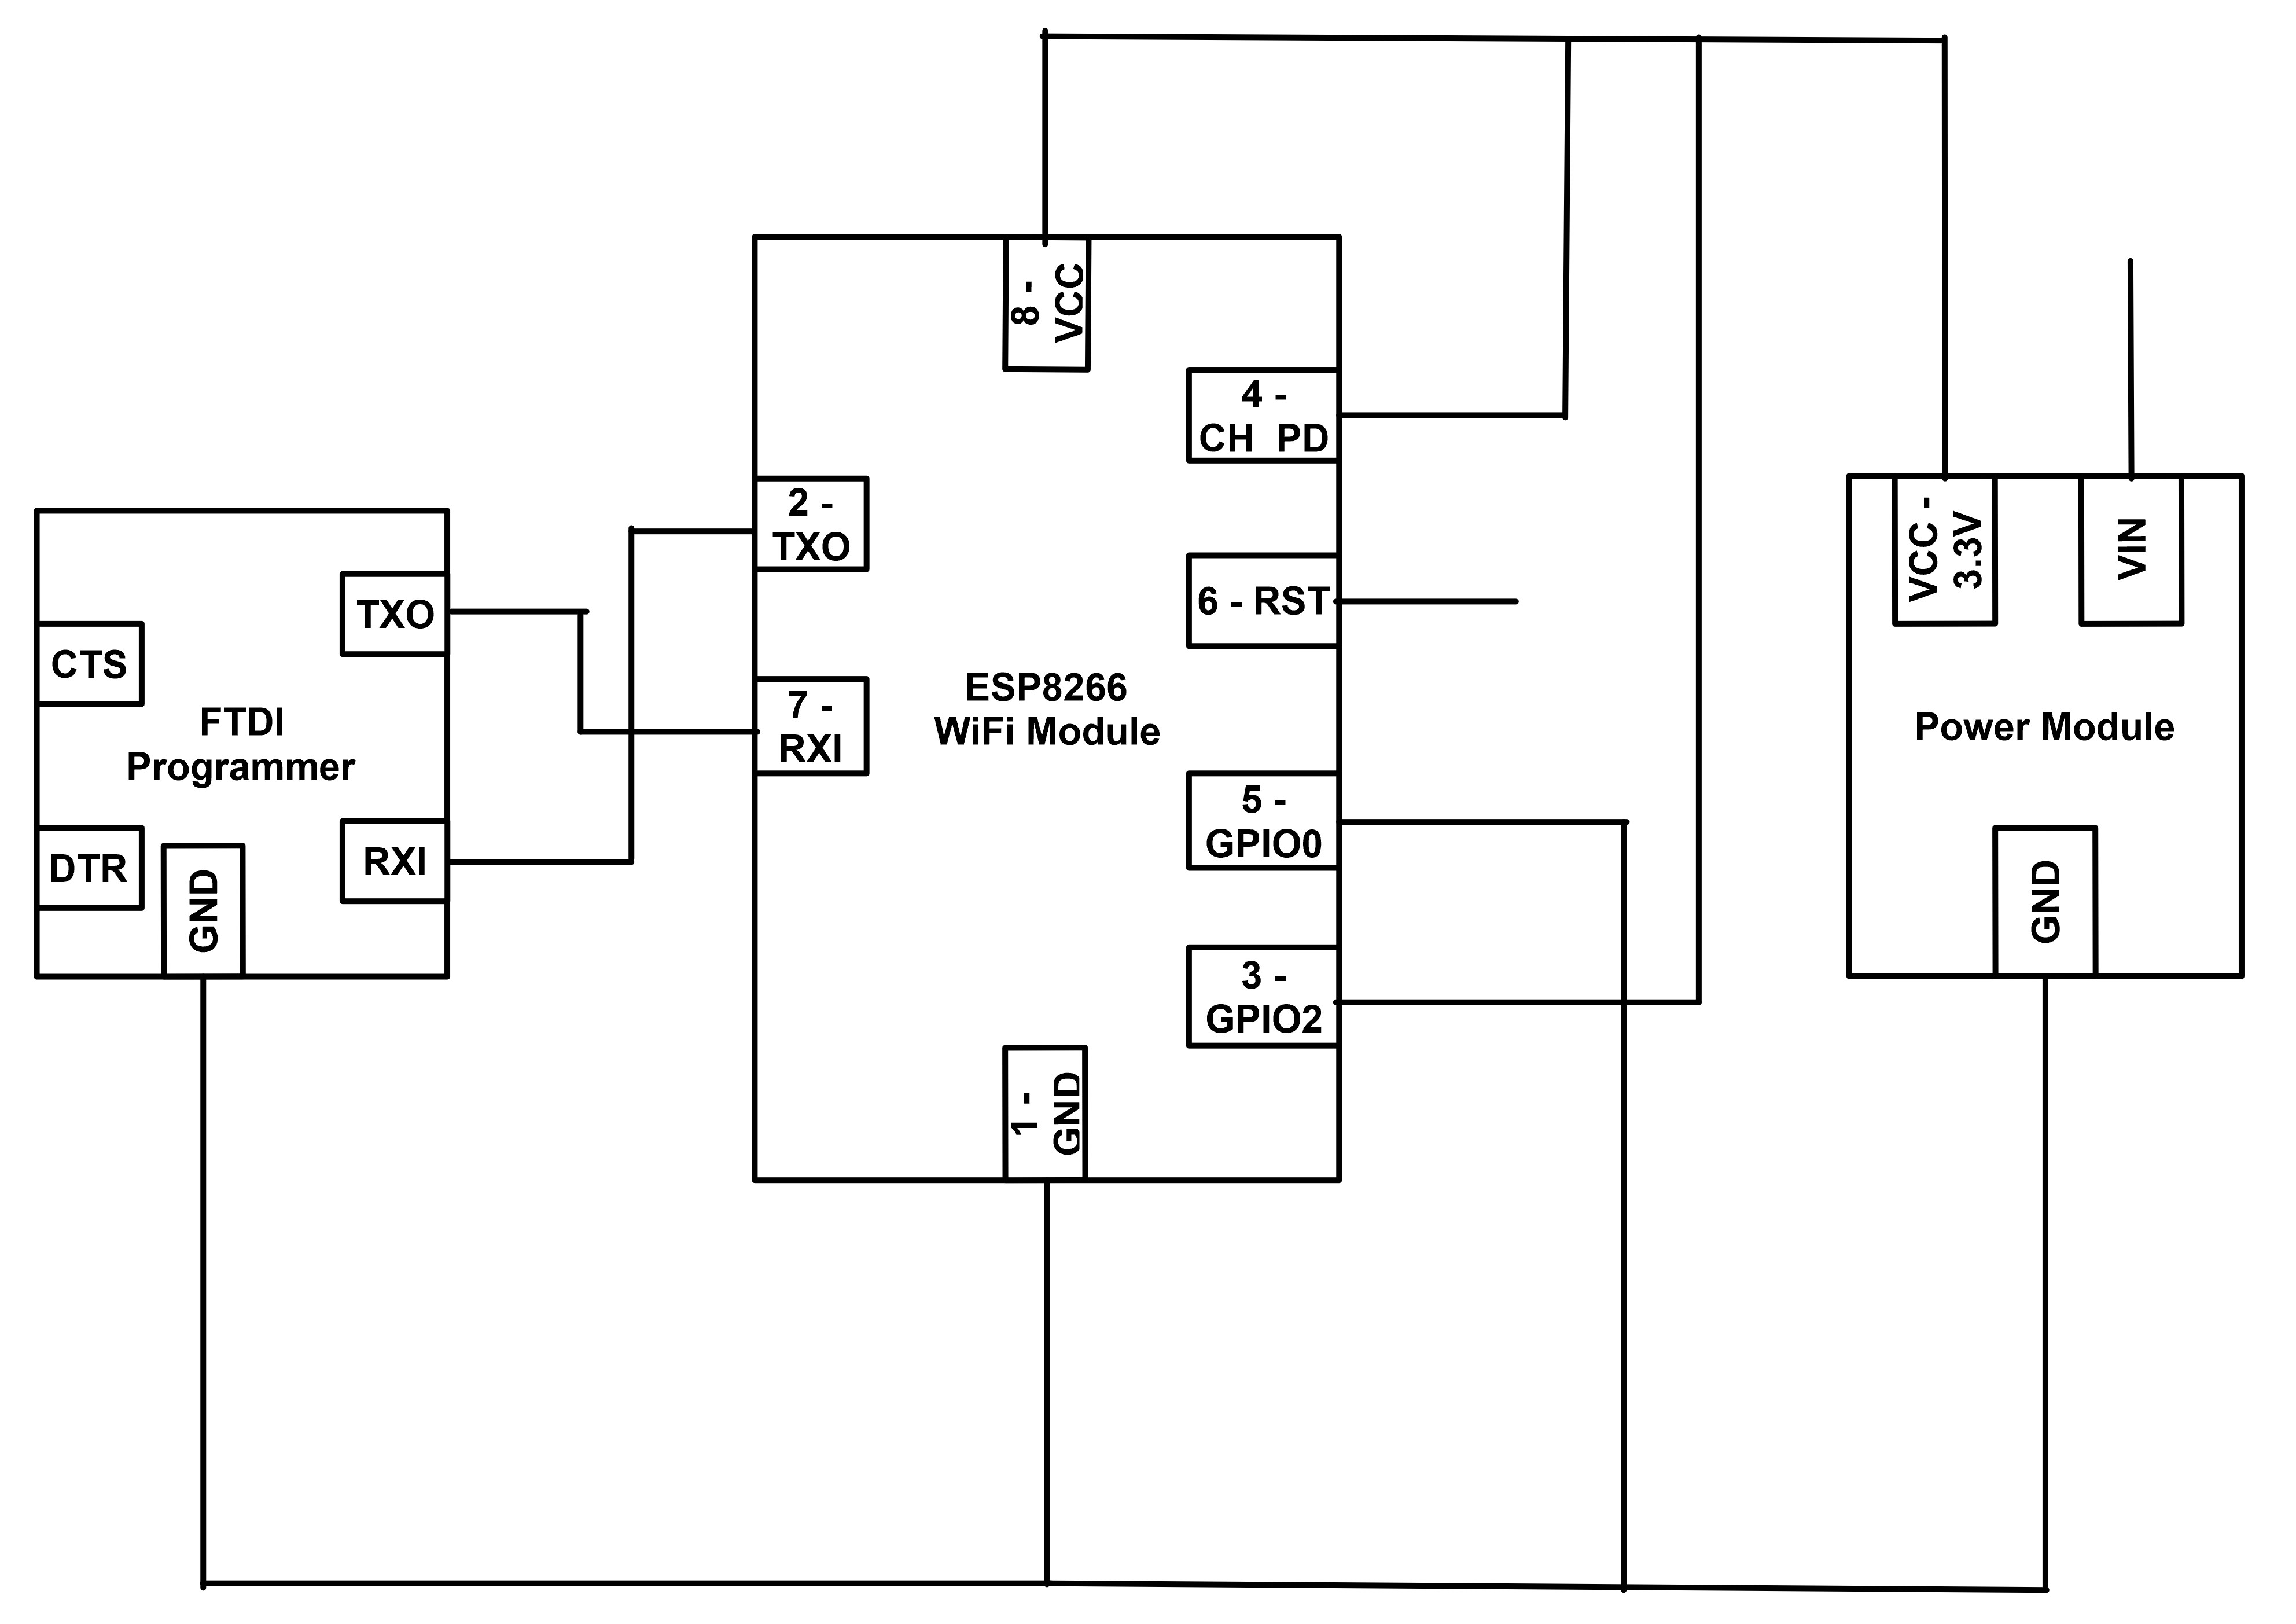 8 -
VCC
4 -
CH PD
2 -
TXO
VCC -
3.3V
VIN
TXO
6 - RST
CTS
ESP8266
WiFi Module
7 -
RXI
FTDI
Programmer
Power Module
5 -
GPIO0
DTR
GND
RXI
GND
3 -
GPIO2
1 -
GND